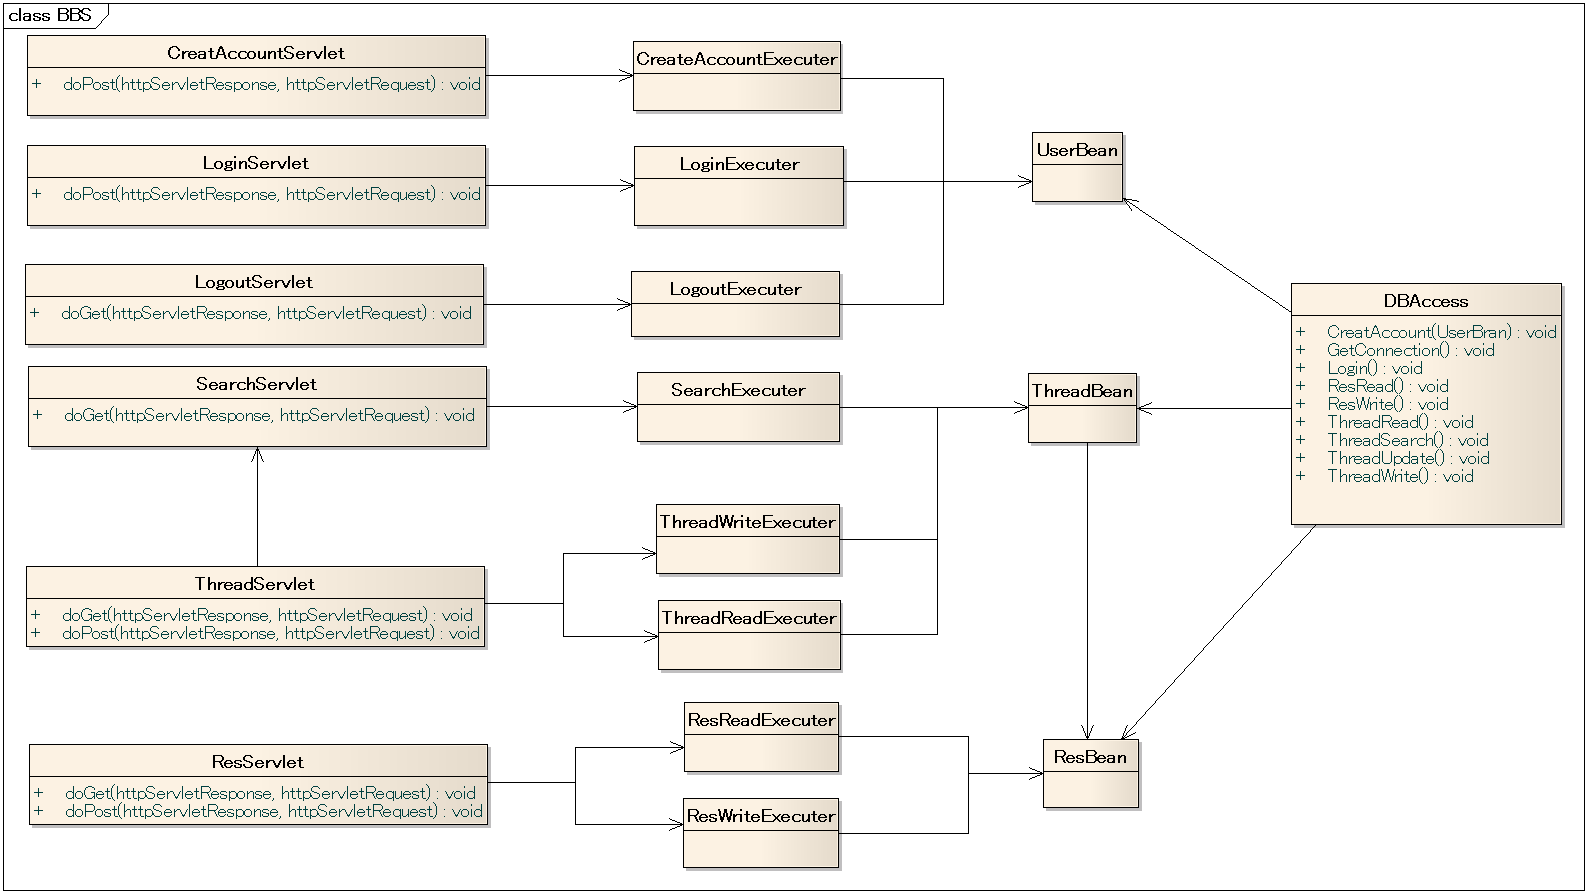 class BBS
CreatAccountServlet
+ doPost(httpServletResponse, httpServletRequest) : void
CreateAccountExecuter
LoginServlet
+ doPost(httpServletResponse, httpServletRequest) : void
LoginExecuter
UserBean
LogoutServlet
+ doGet(httpServletResponse, httpServletRequest) : void
LogoutExecuter
DBAccess
+ CreatAccount(UserBran) : void
+ GetConnection() : void
+ Login() : void
+ ResRead() : void
+ ResWrite() : void
+ ThreadRead() : void
+ ThreadSearch() : void
+ ThreadUpdate() : void
+ ThreadWrite() : void
SearchServlet
+ doGet(httpServletResponse, httpServletRequest) : void
SearchExecuter
ThreadBean
ThreadWriteExecuter
ThreadServlet
+ doGet(httpServletResponse, httpServletRequest) : void
+ doPost(httpServletResponse, httpServletRequest) : void
ThreadReadExecuter
ResReadExecuter
ResServlet
+ doGet(httpServletResponse, httpServletRequest) : void
+ doPost(httpServletResponse, httpServletRequest) : void
ResBean
ResWriteExecuter